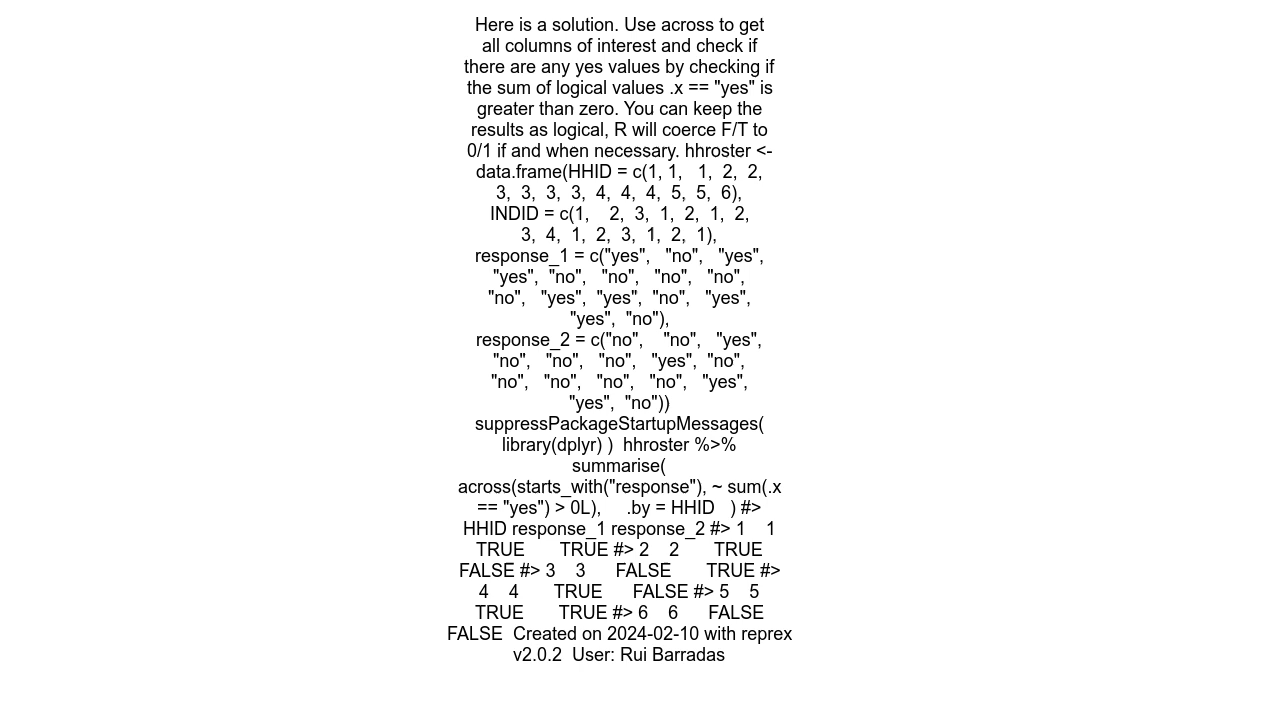 Here is a solution. Use across to get
all columns of interest and check if
there are any yes values by checking if
the sum of logical values .x == "yes" is
greater than zero. You can keep the
results as logical, R will coerce F/T to
0/1 if and when necessary. hhroster <-
data.frame(HHID = c(1, 1,   1,  2,  2,
3,  3,  3,  3,  4,  4,  4,  5,  5,  6),
INDID = c(1,    2,  3,  1,  2,  1,  2,
3,  4,  1,  2,  3,  1,  2,  1),
response_1 = c("yes",   "no",   "yes",
"yes",  "no",   "no",   "no",   "no",
"no",   "yes",  "yes",  "no",   "yes",
"yes",  "no"),
response_2 = c("no",    "no",   "yes",
"no",   "no",   "no",   "yes",  "no",
"no",   "no",   "no",   "no",   "yes",
"yes",  "no"))
suppressPackageStartupMessages(
library(dplyr) )  hhroster %>%
summarise(
across(starts_with("response"), ~ sum(.x
== "yes") > 0L),     .by = HHID   ) #>
HHID response_1 response_2 #> 1    1
TRUE       TRUE #> 2    2       TRUE
FALSE #> 3    3      FALSE       TRUE #>
4    4       TRUE      FALSE #> 5    5
TRUE       TRUE #> 6    6      FALSE
FALSE  Created on 2024-02-10 with reprex
v2.0.2  User: Rui Barradas